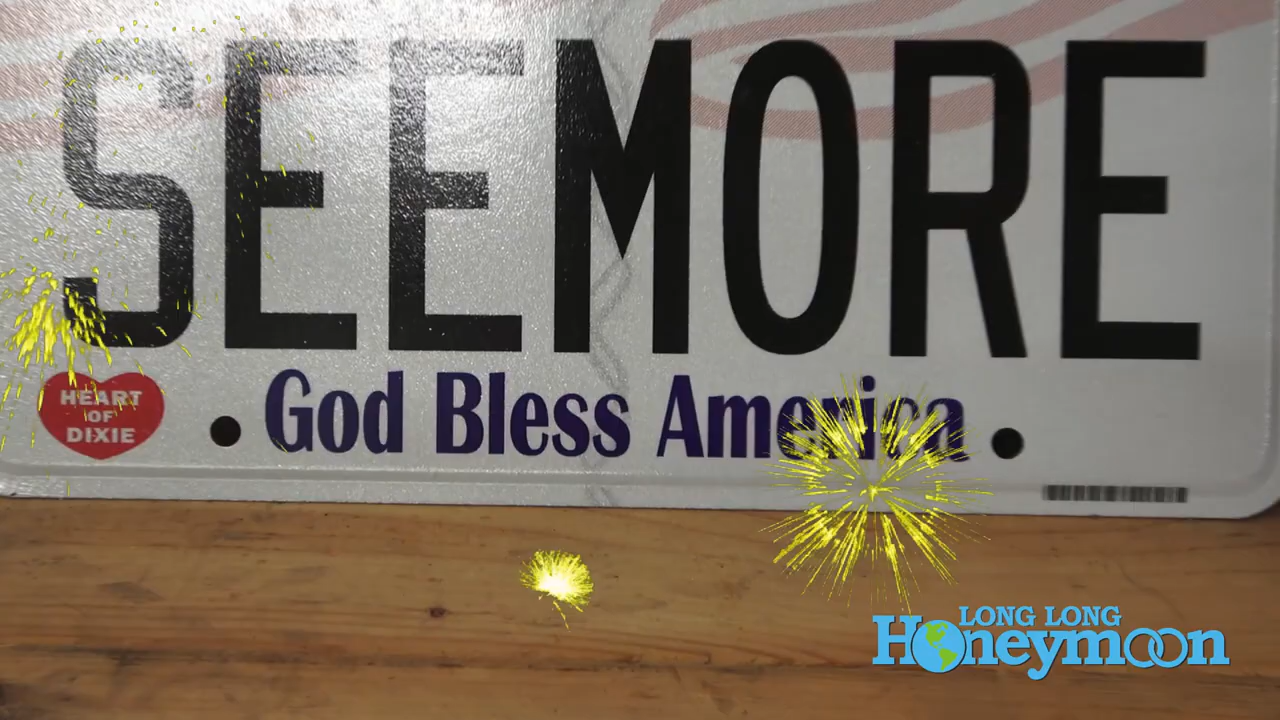 SEEMORE
HEART
OF
DIXIE
God Bless America
LONG LONG
Honeymoon